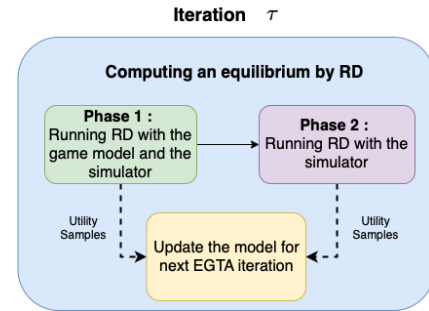 Iteration τ
Computing an equilibrium by RD
Phase 1 :
Running RD with the
game model and the
simulator
Phase 2 :
Running RD with the
simulator
Utility
Samples
Utility
Samples
Update the model for
next EGTA iteration